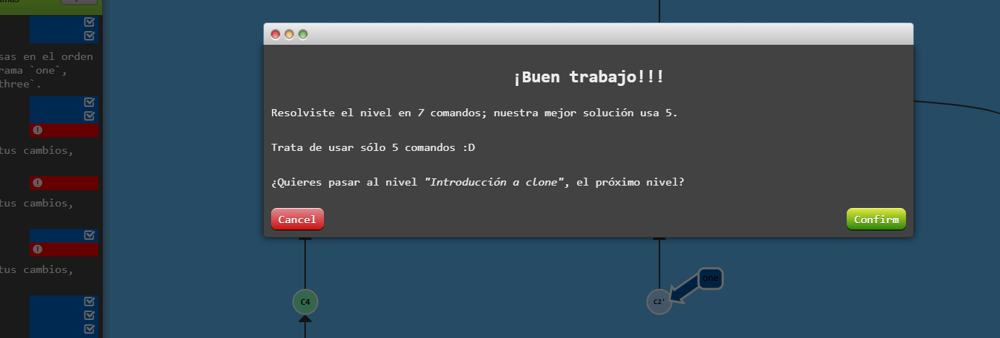 sas en el orden
rama `one`,
three`.
tus cambios,
tus cambios,
tus cambios,
¡Buen trabajo!!!
Resolviste el nivel en 7 comandos; nuestra mejor solución usa 5.
Trata de usar sólo 5 comandos :D
¿Quieres pasar al nivel "Introducción a clone", el próximo nivel?
Cancel
Confirm
C4
C2'
one